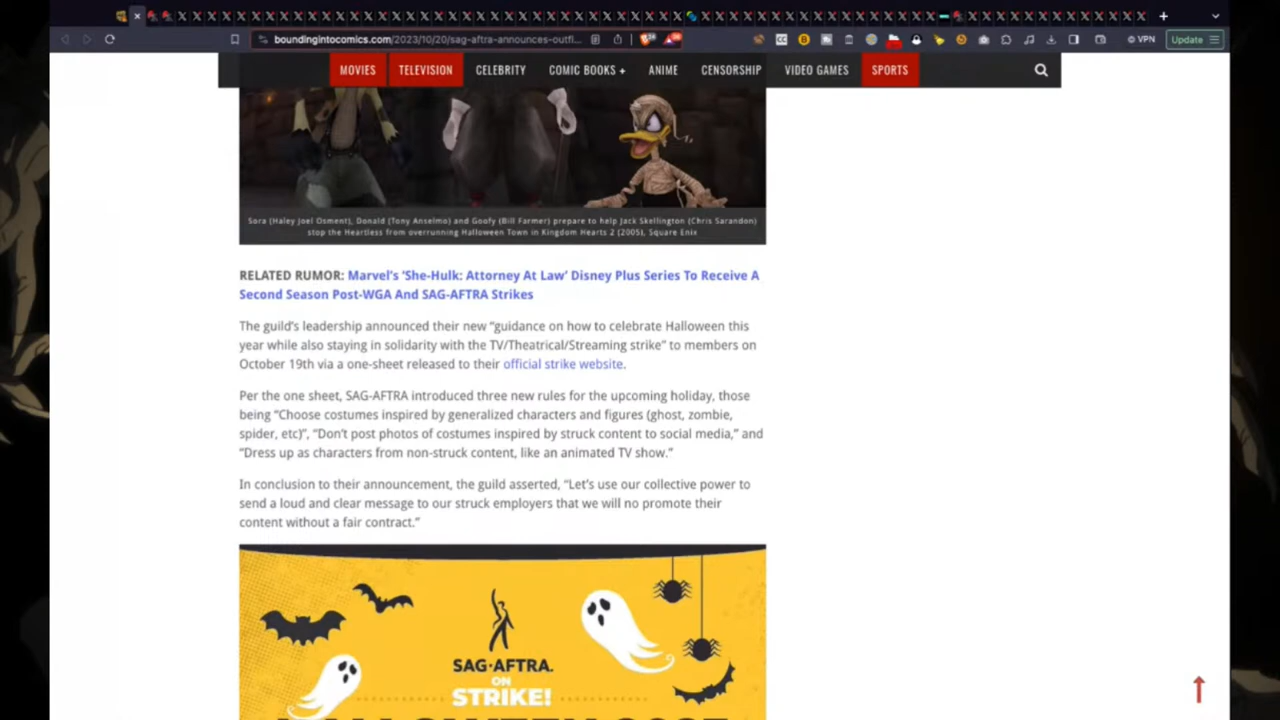 boundingintocomics.com/2023/10/20/sag-aftra-announces-outfi...
VPN
Update
MOVIES
TELEVISION
CELEBRITY
COMIC BOOKS +
ANIME
CENSORSHIP
VIDEO GAMES
SPORTS
Sora (Haley Joel Osment), Donald (Tony Anselmo) and Goofy (Bill Farmer) prepare to help Jack Skellington (Chris Sarandon)
stop the Heartless from overrunning Halloween Town in Kingdom Hearts 2 (2005), Square Enix
RELATED RUMOR: Marvel's 'She-Hulk: Attorney At Law' Disney Plus Series To Receive A
Second Season Post-WGA And SAG-AFTRA Strikes
The guild's leadership announced their new “guidance on how to celebrate Halloween this
year while also staying in solidarity with the TV/Theatrical/Streaming strike” to members on
October 19th via a one-sheet released to their official strike website.
Per the one sheet, SAG-AFTRA introduced three new rules for the upcoming holiday, those
being “Choose costumes inspired by generalized characters and figures (ghost, zombie,
spider, etc)”, “Don't post photos of costumes inspired by struck content to social media,” and
“Dress up as characters from non-struck content, like an animated TV show.”
In conclusion to their announcement, the guild asserted, “Let's use our collective power to
send a loud and clear message to our struck employers that we will no promote their
content without a fair contract.”
SAG·AFTRA.
ON
STRIKE!